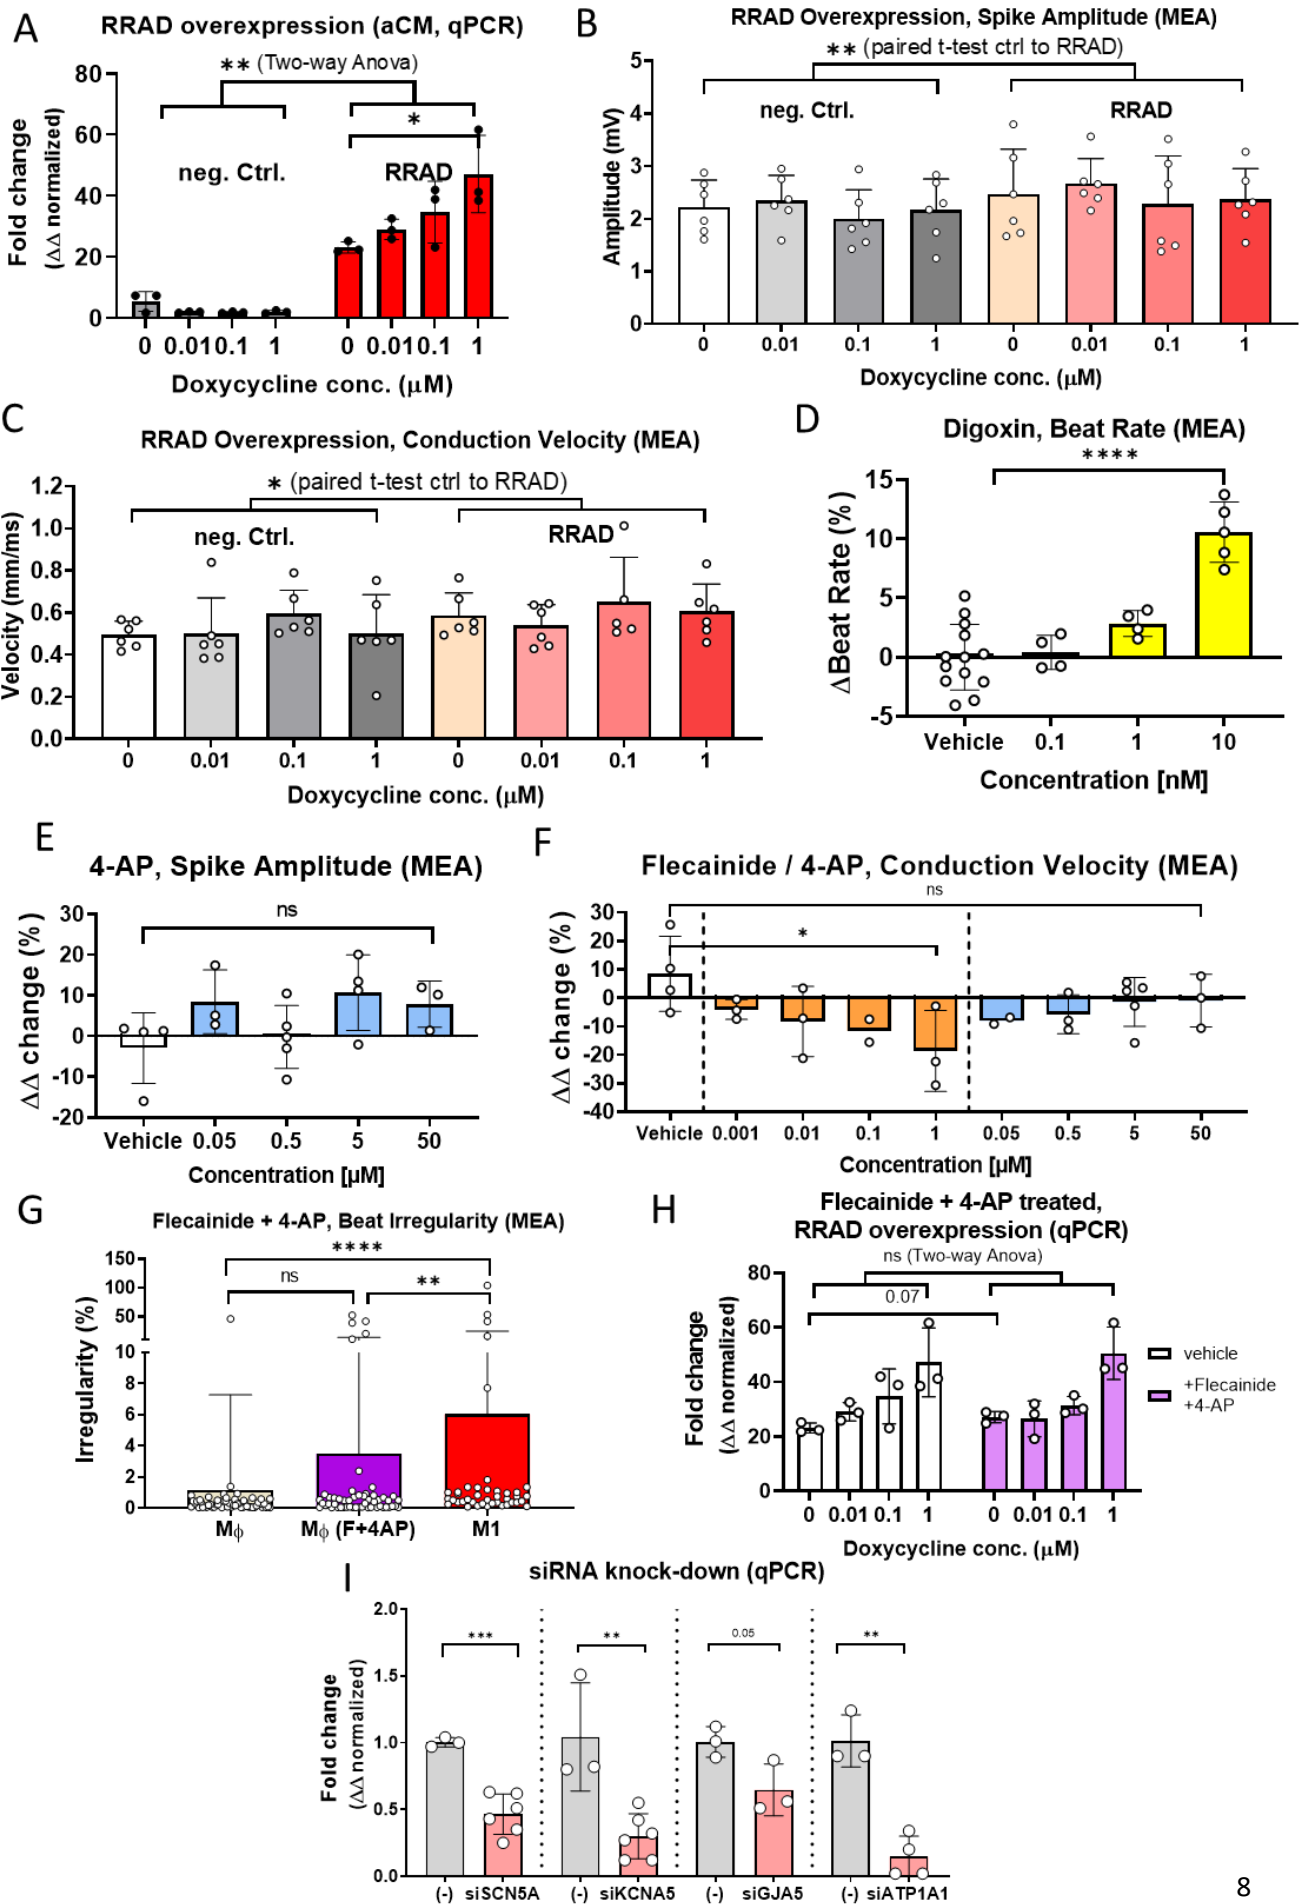 A
RRAD overexpression (aCM, qPCR)
** (Two-way Anova)
*
neg. Ctrl.
RRAD
Fold change
(ΔΔ normalized)
80
60
40
20
0
0 0.01 0.1 1 0 0.01 0.1 1
Doxycycline conc. (μM)
B
RRAD Overexpression, Spike Amplitude (MEA)
** (paired t-test ctrl to RRAD)
neg. Ctrl.
RRAD
Amplitude (mV)
5
4
3
2
1
0
0 0.01 0.1 1 0 0.01 0.1 1
Doxycycline conc. (μM)
C
RRAD Overexpression, Conduction Velocity (MEA)
* (paired t-test ctrl to RRAD)
neg. Ctrl.
RRAD
Velocity (mm/ms)
1.2
1.0
0.8
0.6
0.4
0.2
0.0
0 0.01 0.1 1 0 0.01 0.1 1
Doxycycline conc. (μM)
D
Digoxin, Beat Rate (MEA)
****
ΔBeat Rate (%)
15
10
5
0
-5
Vehicle 0.1 1 10
Concentration [nM]
E
4-AP, Spike Amplitude (MEA)
ns
ΔΔ change (%)
30
20
10
0
-10
-20
Vehicle 0.05 0.5 5 50
Concentration [μM]
F
Flecainide / 4-AP, Conduction Velocity (MEA)
ns
*
ΔΔ change (%)
30
20
10
0
-10
-20
-30
-40
Vehicle 0.001 0.01 0.1 1 0.05 0.5 5 50
Concentration [μM]
G
Flecainide + 4-AP, Beat Irregularity (MEA)
****
ns
**
Irregularity (%)
150
100
50
10
8
6
4
2
0
Mϕ Mϕ (F+4AP) M1
H
Flecainide + 4-AP treated,
RRAD overexpression (qPCR)
ns (Two-way Anova)
0.07
Fold change
(ΔΔ normalized)
80
60
40
20
0
vehicle
+Flecainide
+4-AP
0 0.01 0.1 1 0 0.01 0.1 1
Doxycycline conc. (μM)
I
siRNA knock-down (qPCR)
*** ** 0.05 **
Fold change
(ΔΔ normalized)
2.0
1.5
1.0
0.5
0.0
(-) siSCN5A (-) siKCNA5 (-) siGJA5 (-) siATP1A1
8